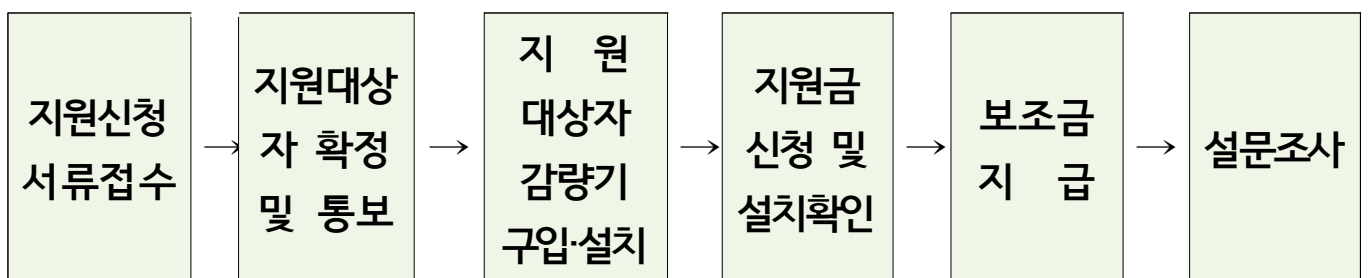 지원신청
서류접수
→
지원대상
자 확정
및 통보
→
지 원
대상자
감량기
구입·설치
→
지원금
신청 및
설치확인
→
보조금
지 급
→
설문조사